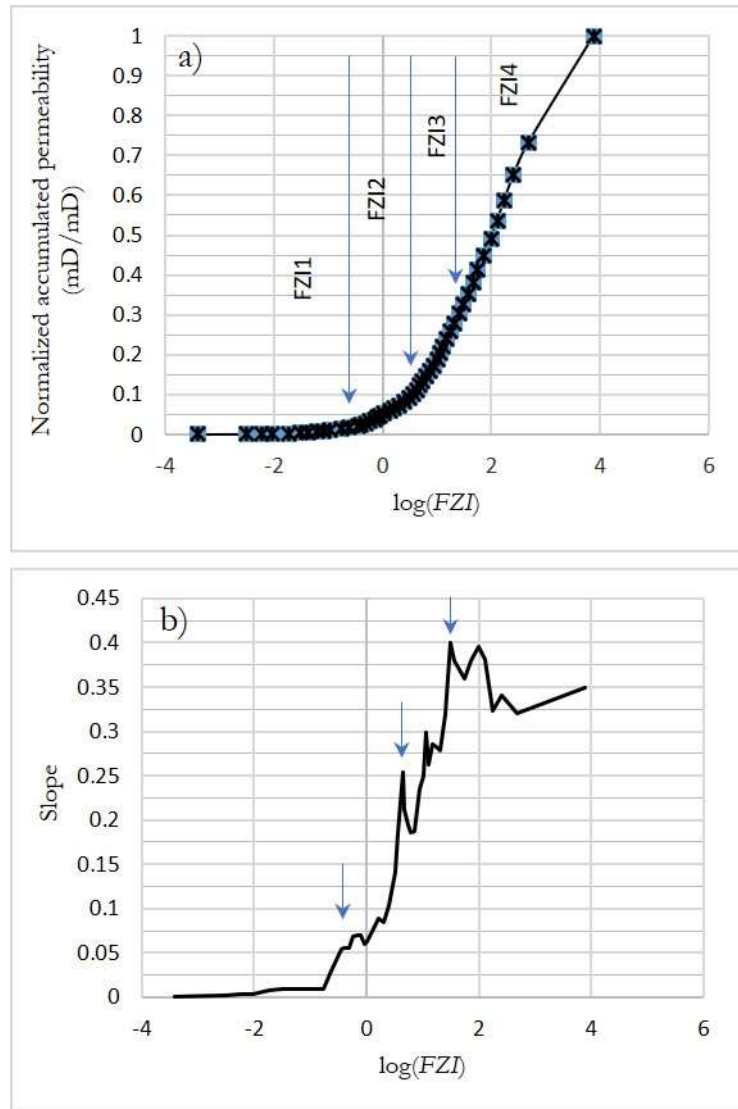 a)
Normalized accumulated permeability
(mD/mD)
1
0.9
0.8
0.7
0.6
0.5
0.4
0.3
0.2
0.1
0
FZI1
FZI2
FZI3
FZI4
-4 -2 0 2 4 6
log(FZI)
b)
Slope
0.45
0.4
0.35
0.3
0.25
0.2
0.15
0.1
0.05
0
-4 -2 0 2 4 6
log(FZI)